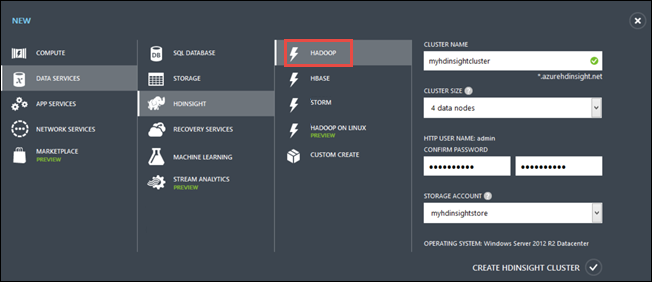 NEW
COMPUTE
DATA SERVICES
APP SERVICES
NETWORK SERVICES
MARKETPLACE
PREVIEW
SQL DATABASE
STORAGE
HDINSIGHT
RECOVERY SERVICES
MACHINE LEARNING
STREAM ANALYTICS
PREVIEW
HADOOP
HBASE
STORM
HADOOP ON LINUX
PREVIEW
CUSTOM CREATE
CLUSTER NAME
myhdinsightcluster
*.azurehdinsight.net
CLUSTER SIZE ?
4 data nodes
HTTP USER NAME: admin
CONFIRM PASSWORD
●●●●●●●●●● ●●●●●●●●●●
STORAGE ACCOUNT ?
myhdinsightstore
OPERATING SYSTEM: Windows Server 2012 R2 Datacenter
CREATE HDINSIGHT CLUSTER